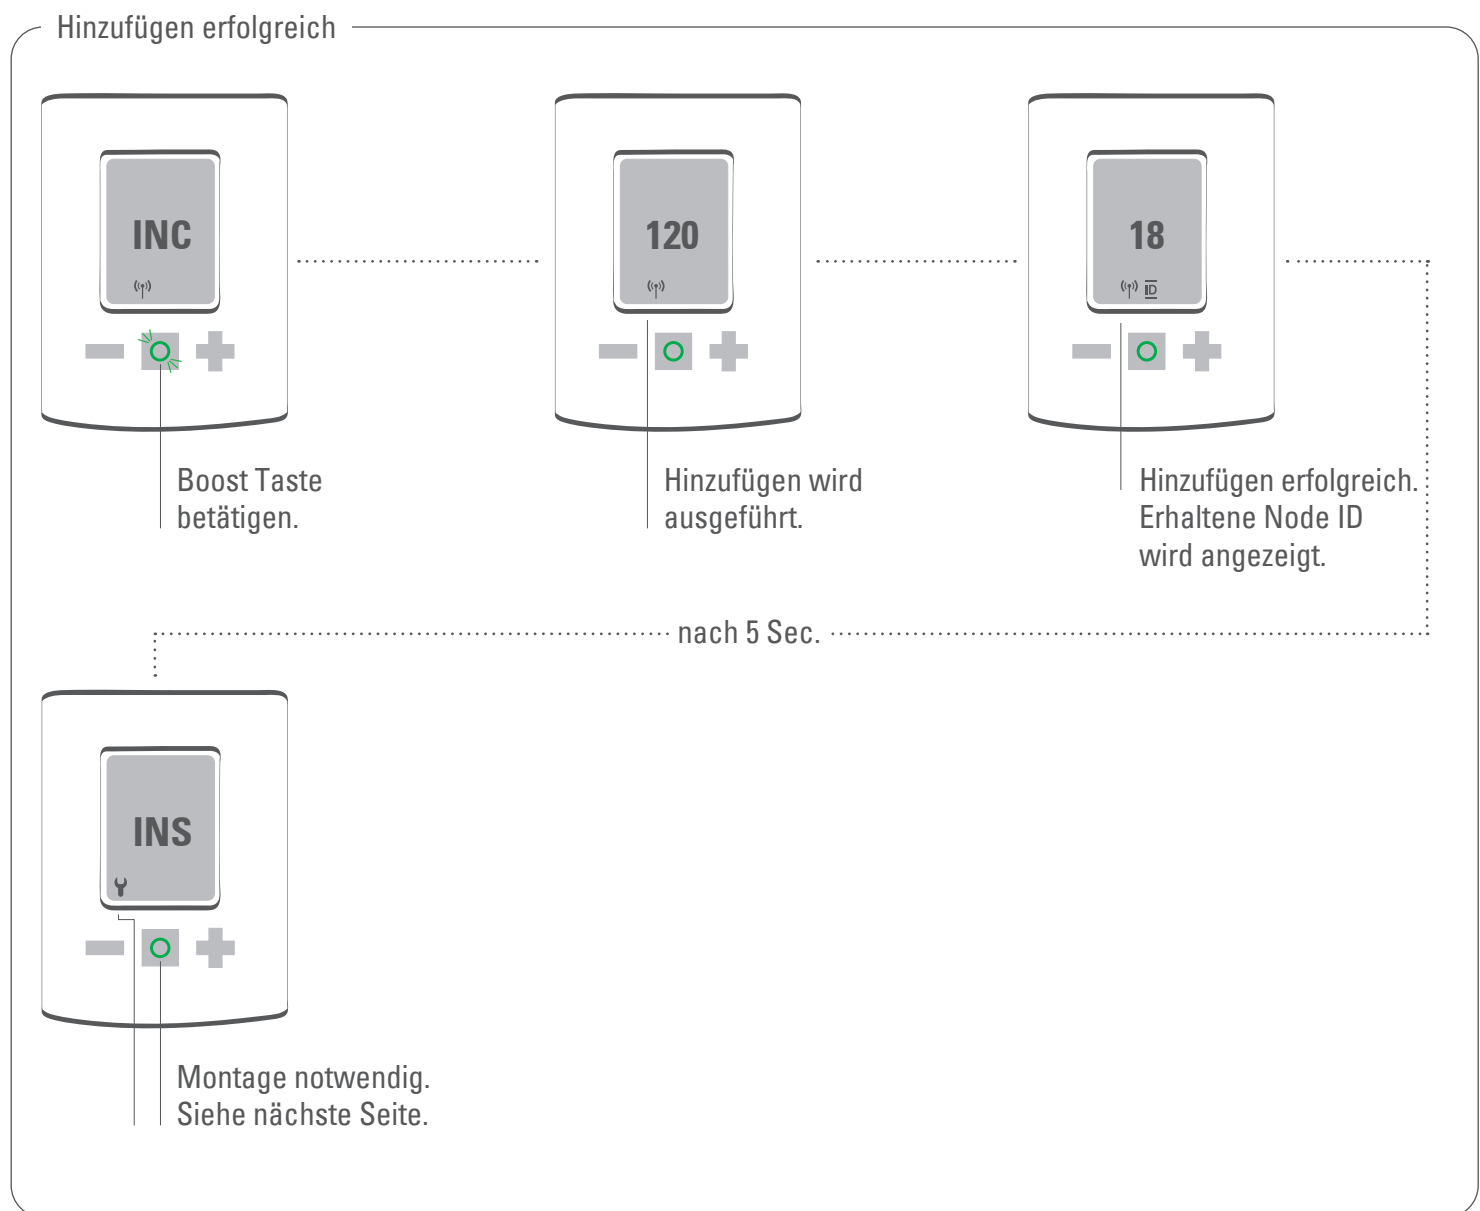 Hinzufügen erfolgreich
INC
120
18
ID
Boost Taste
betätigen.
Hinzufügen wird
ausgeführt.
Hinzufügen erfolgreich.
Erhaltene Node ID
wird angezeigt.
nach 5 Sec.
INS
Montage notwendig.
Siehe nächste Seite.